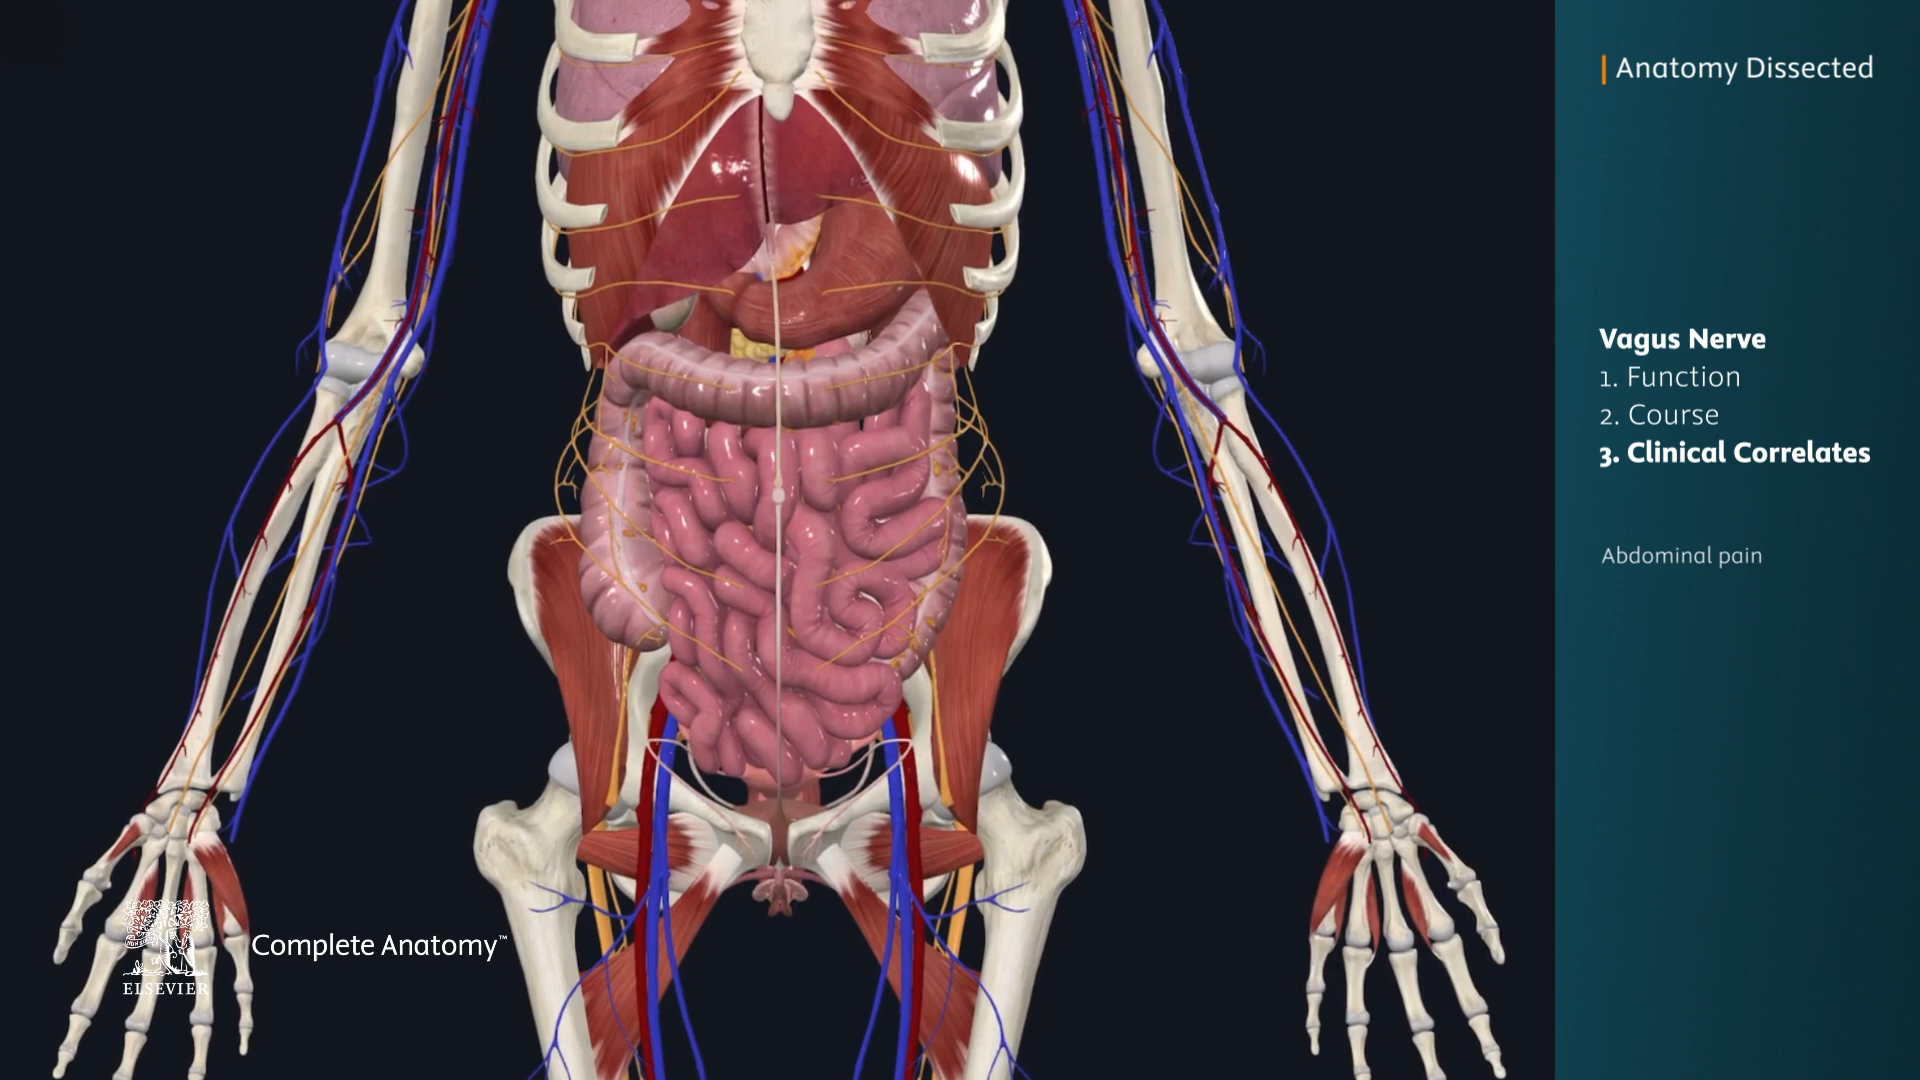 Anatomy Dissected
Vagus Nerve
1. Function
2. Course
3. Clinical Correlates
Abdominal pain
Complete Anatomy™
ELSEVIER